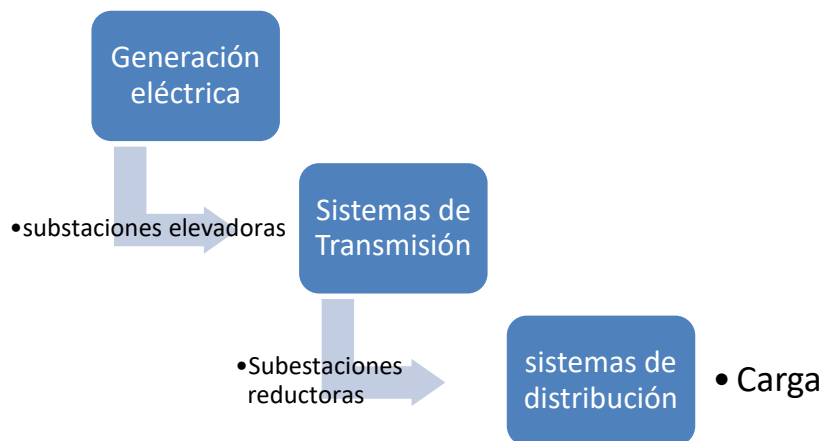 Generación
eléctrica
•substaciones elevadoras
Sistemas de
Transmisión
•Subestaciones
reductoras
sistemas de
distribución
• Carga